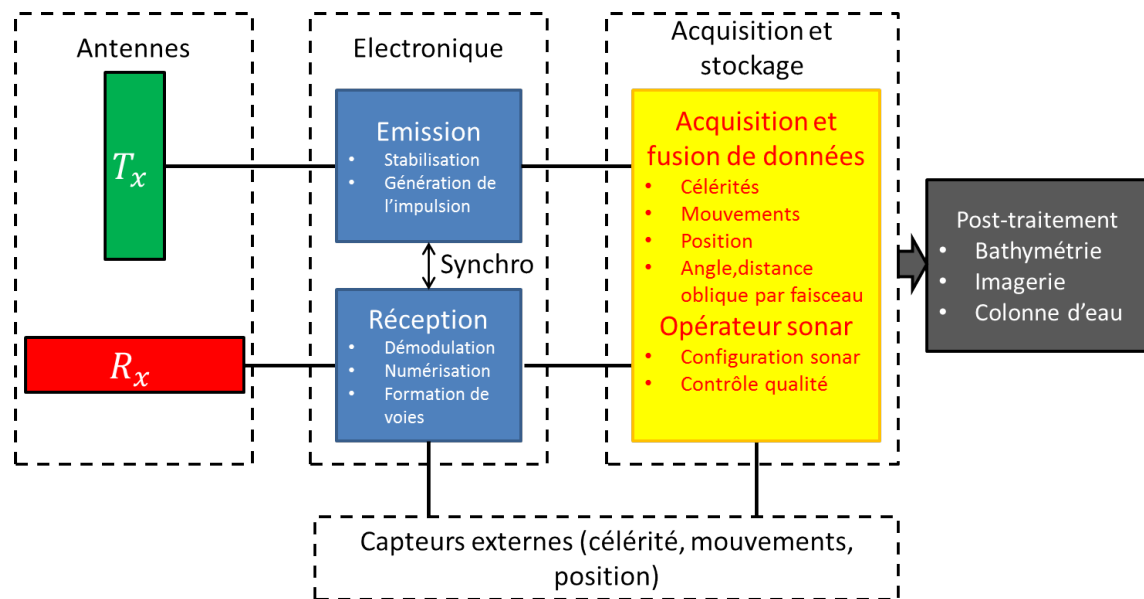 Antennes
T_x
R_x
Electronique
Emission
• Stabilisation
• Génération de
l'impulsion
Synchro
Réception
• Démodulation
• Numérisation
• Formation de
voies
Acquisition et
stockage
Acquisition et
fusion de données
• Célérités
• Mouvements
• Position
• Angle,distance
oblique par faisceau
Opérateur sonar
• Configuration sonar
• Contrôle qualité
Post-traitement
• Bathymétrie
• Imagerie
• Colonne d'eau
Capteurs externes (célérité, mouvements,
position)